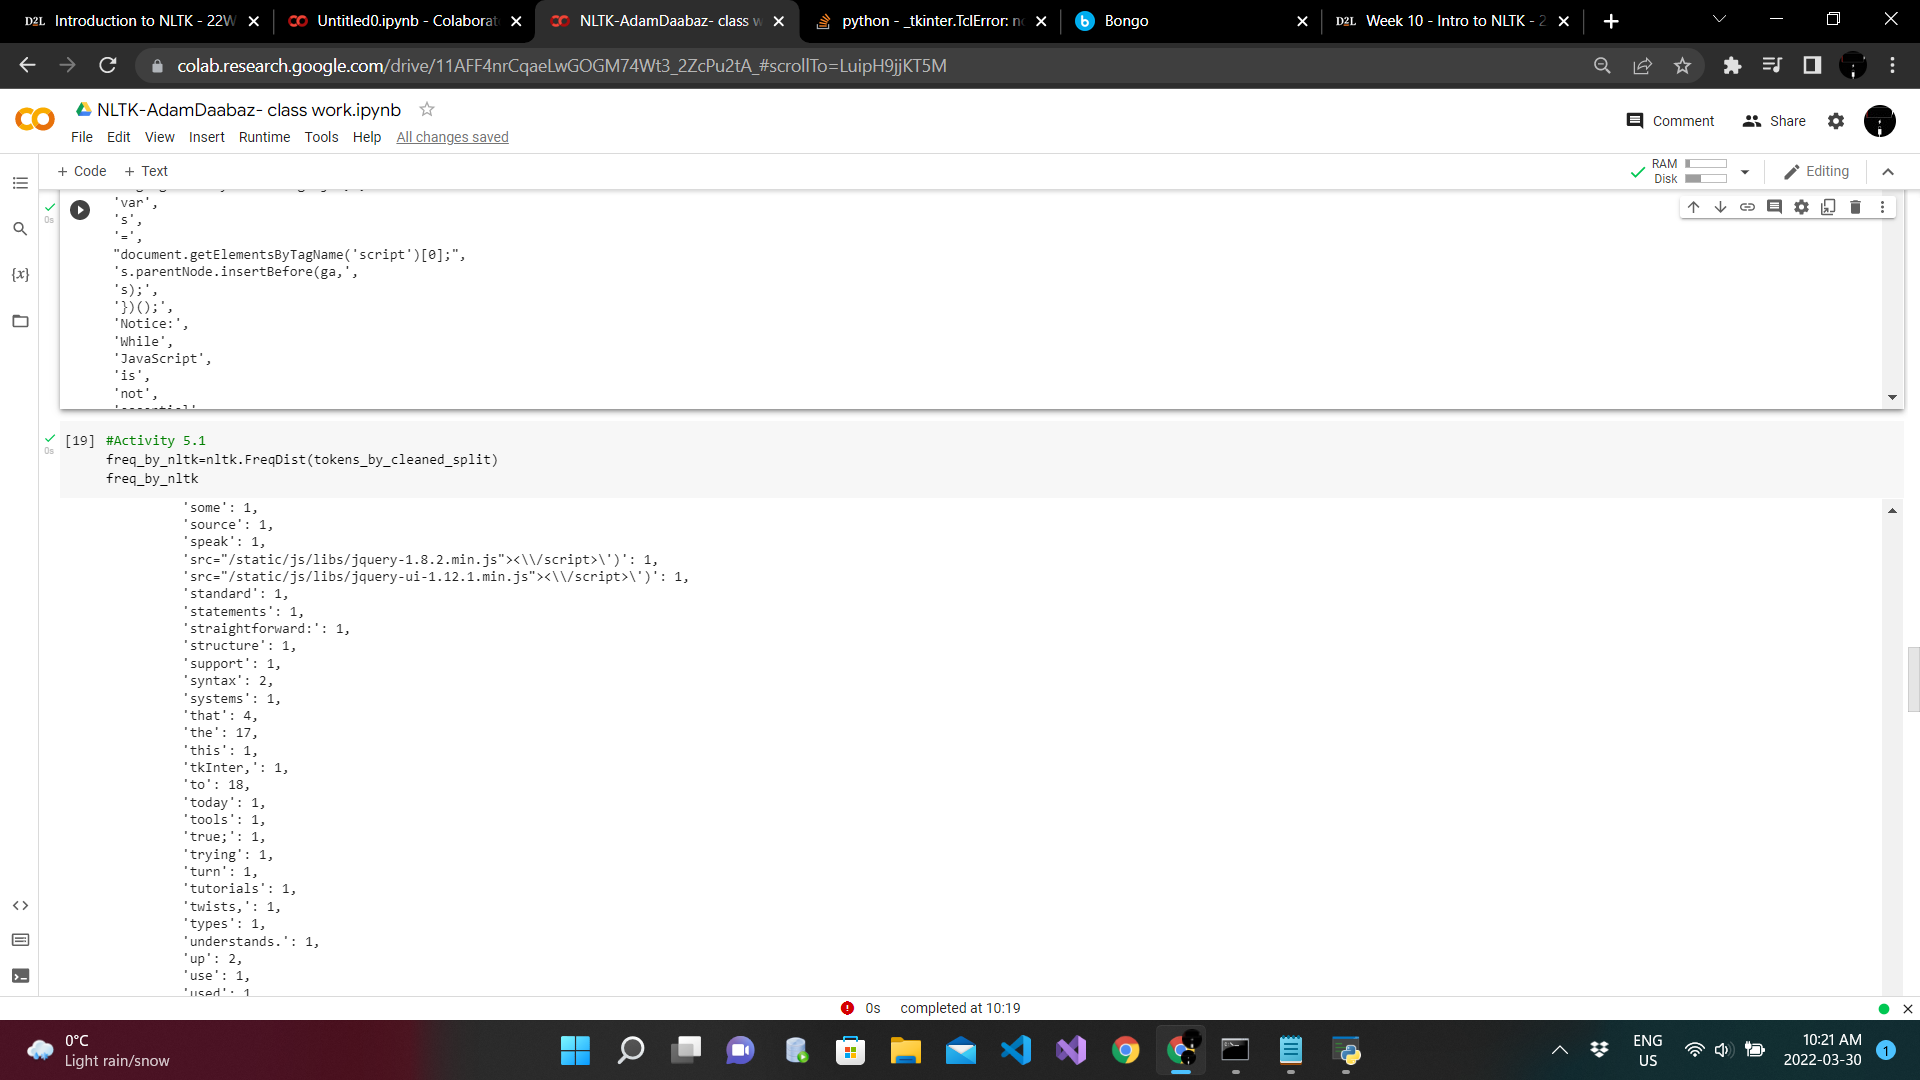 D2L Introduction to NLTK - 22W
Untitled0.ipynb - Colaborat
NLTK-AdamDaabaz- class w
python - _tkinter.TclError: n
Bongo
D2L Week 10 - Intro to NLTK - 2
colab.research.google.com/drive/11AFF4nrCqaeLwGOGM74Wt3_2ZcPu2tA_#scrollTo=LuipH9jjKT5M
NLTK-AdamDaabaz- class work.ipynb
Comment
Share
File Edit View Insert Runtime Tools Help All changes saved
+ Code + Text
RAM
Disk
Editing
{x}
'var',
0s
's',
'=',
"document.getElementsByTagName('script')[0];",
's.parentNode.insertBefore(ga,',
's);',
'})();',
'Notice:',
'While',
'JavaScript',
'is',
'not',
[19] #Activity 5.1
0s
freq_by_nltk=nltk.FreqDist(tokens_by_cleaned_split)
freq_by_nltk
'some': 1,
'source': 1,
'speak': 1,
'src="/static/js/libs/jquery-1.8.2.min.js"><\\/script>\')': 1,
'src="/static/js/libs/jquery-ui-1.12.1.min.js"><\\/script>\')': 1,
'standard': 1,
'statements': 1,
'straightforward:': 1,
'structure': 1,
'support': 1,
'syntax': 2,
'systems': 1,
'that': 4,
'the': 17,
'this': 1,
'tkInter,': 1,
'to': 18,
'today': 1,
'tools': 1,
'true;': 1,
'trying': 1,
'turn': 1,
'tutorials': 1,
'twists,': 1,
'types': 1,
'understands.': 1,
'up': 2,
'use': 1,
'used': 1
0s completed at 10:19
0°C
Light rain/snow
ENG
US
10:21 AM
2022-03-30
1